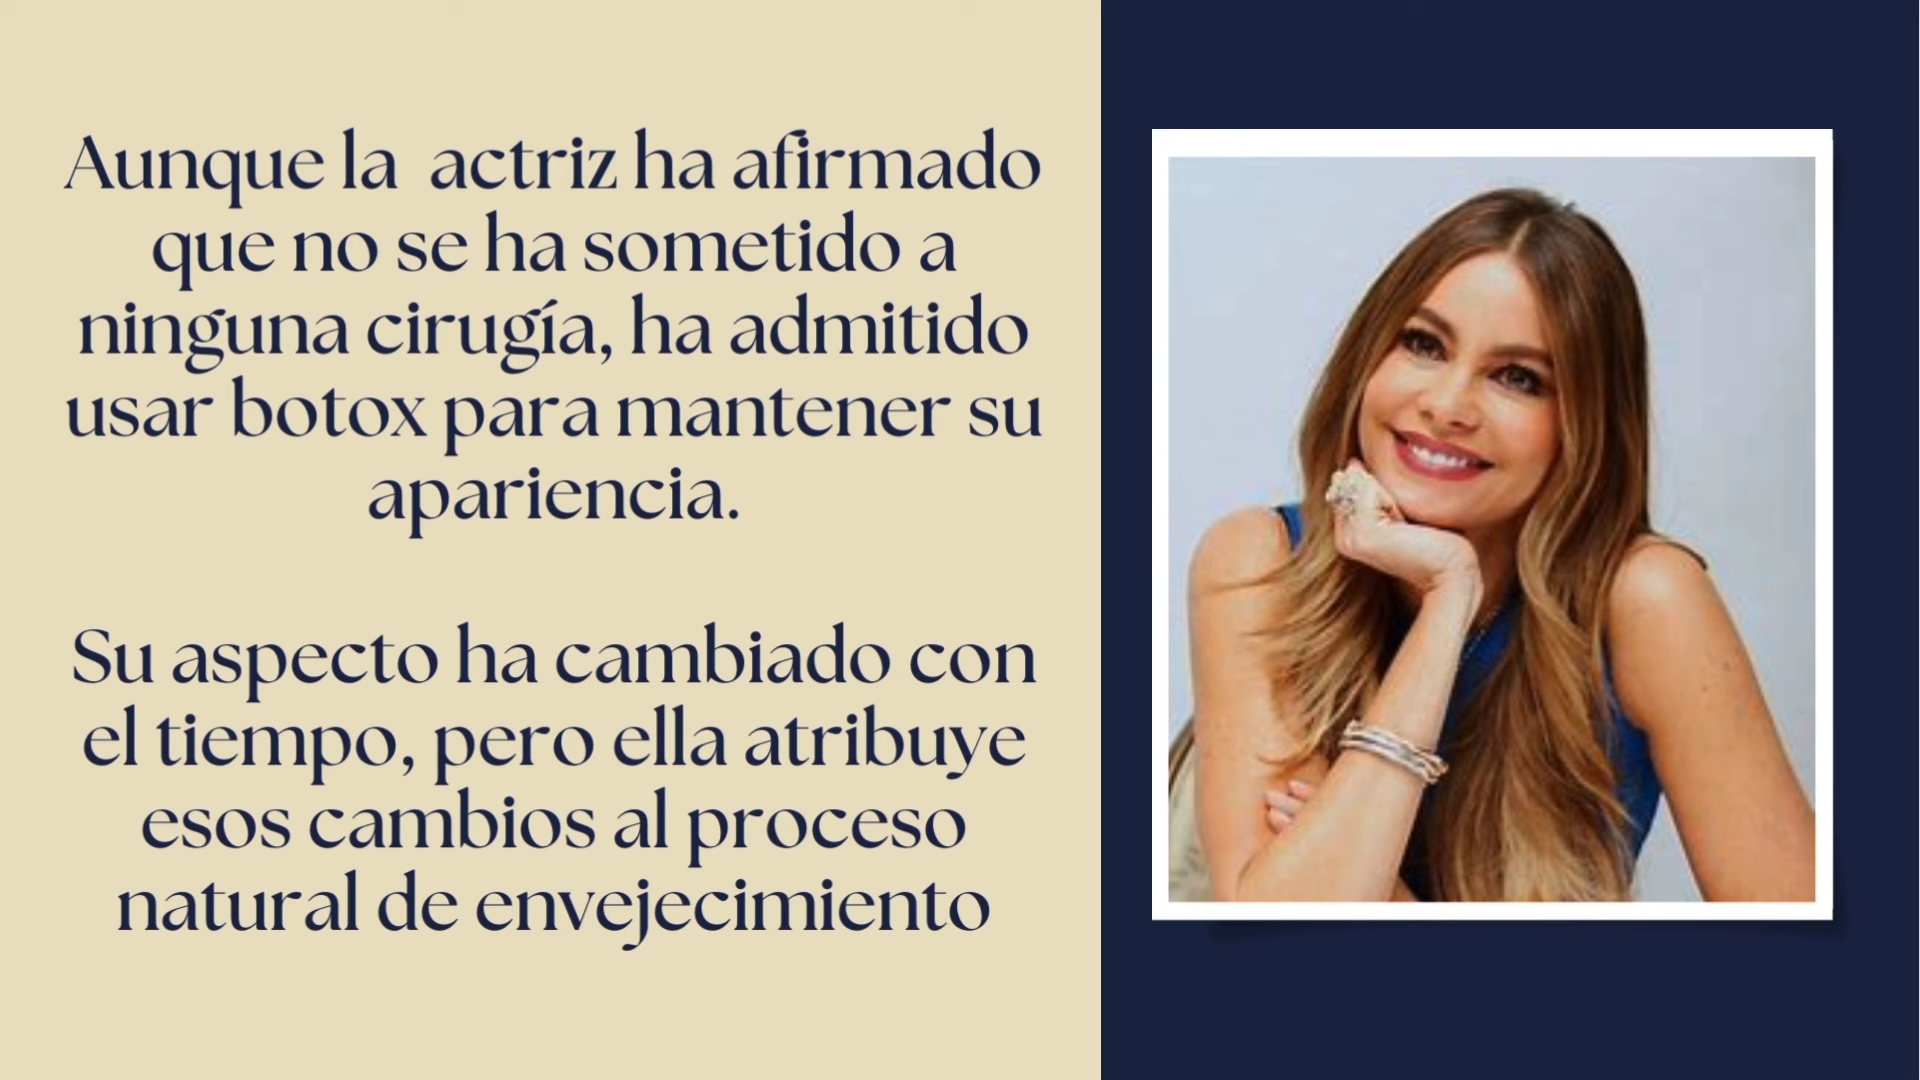 Aunque la  actriz ha afirmado
que no se ha sometido a
ninguna cirugía, ha admitido
usar botox para mantener su
apariencia.
Su aspecto ha cambiado con
el tiempo, pero ella atribuye
esos cambios al proceso
natural de envejecimiento